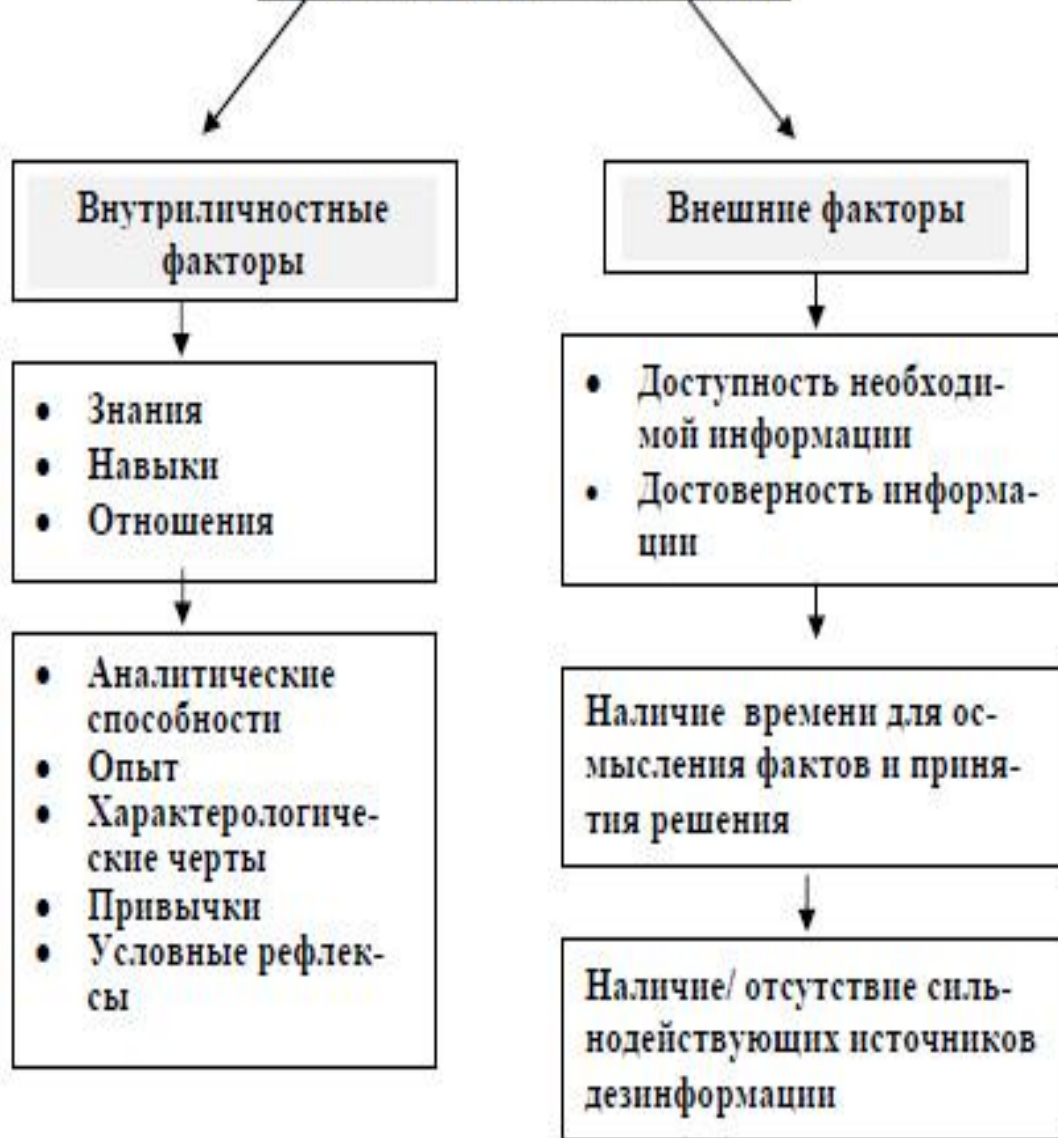 Внутриличностные
факторы
Знания
Навыки
Отношения
Аналитические
способности
Опыт
Характерологиче-
ские черты
Привычки
Условные рефлек-
сы
Внешние факторы
Доступность необходи-
мой информации
Достоверность информа-
ции
Наличие времени для ос-
мысления фактов и приня-
тия решения
Наличие/ отсутствие силь-
нодействующих источников
дезинформации